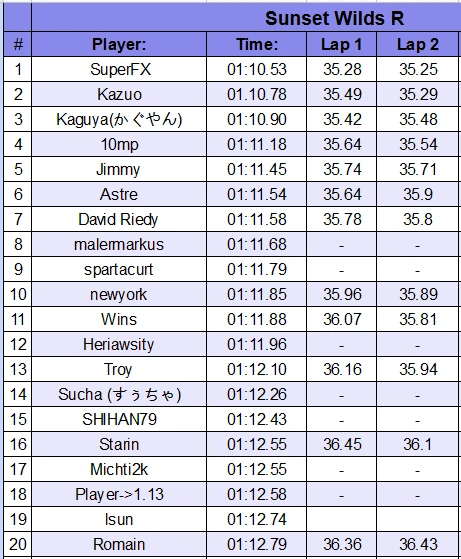 Sunset Wilds R
# Player: Time: Lap 1 Lap 2
1 SuperFX 01:10.53 35.28 35.25
2 Kazuo 01:10.78 35.49 35.29
3 Kaguya(かぐやん) 01:10.90 35.42 35.48
4 10mp 01:11.18 35.64 35.54
5 Jimmy 01:11.45 35.74 35.71
6 Astre 01:11.54 35.64 35.9
7 David Riedy 01:11.58 35.78 35.8
8 malermarkus 01:11.68 - -
9 spartacurt 01:11.79 - -
10 newyork 01:11.85 35.96 35.89
11 Wins 01:11.88 36.07 35.81
12 Heriawsity 01:11.96 - -
13 Troy 01:12.10 36.16 35.94
14 Sucha (すぅちゃ) 01:12.26 - -
15 SHIHAN79 01:12.43 - -
16 Starin 01:12.55 36.45 36.1
17 Michti2k 01:12.55 - -
18 Player->1.13 01:12.58 - -
19 Isun 01:12.74
20 Romain 01:12.79 36.36 36.43